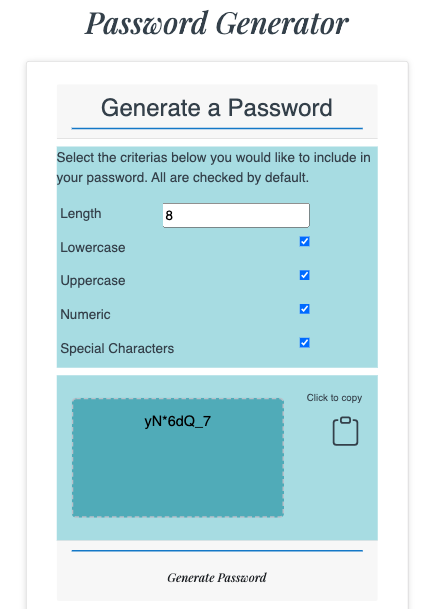 Password Generator
Generate a Password
Select the criterias below you would like to include in
your password. All are checked by default.
Length 8
Lowercase
Uppercase
Numeric
Special Characters
Click to copy
yN*6dQ_7
Generate Password